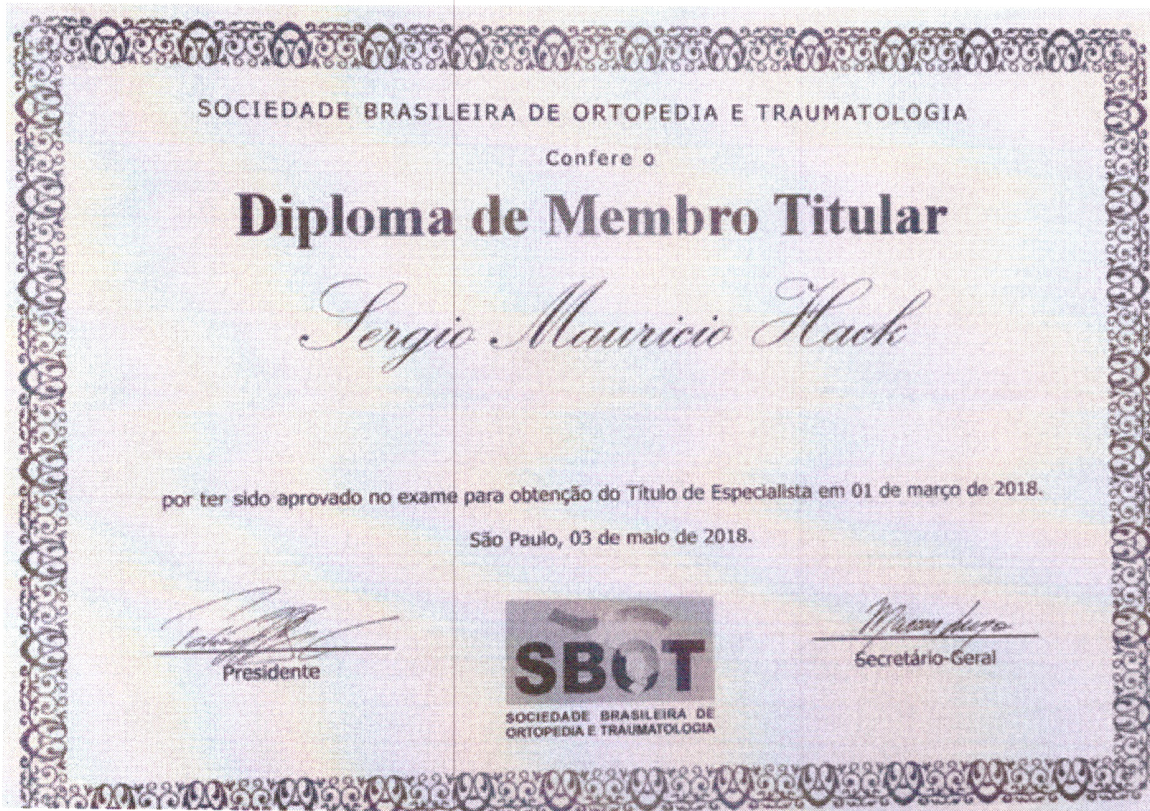 SOCIEDADE BRASILEIRA DE ORTOPEDIA E TRAUMATOLOGIA
Confere o
Diploma de Membro Titular
Sergio Mauricio Hack
por ter sido aprovado no exame para obtenção do Título de Especialista em 01 de março de 2018.
São Paulo, 03 de maio de 2018.
Presidente
Secretário-Geral
SBOT
SOCIEDADE BRASILEIRA DE
ORTOPEDIA E TRAUMATOLOGIA